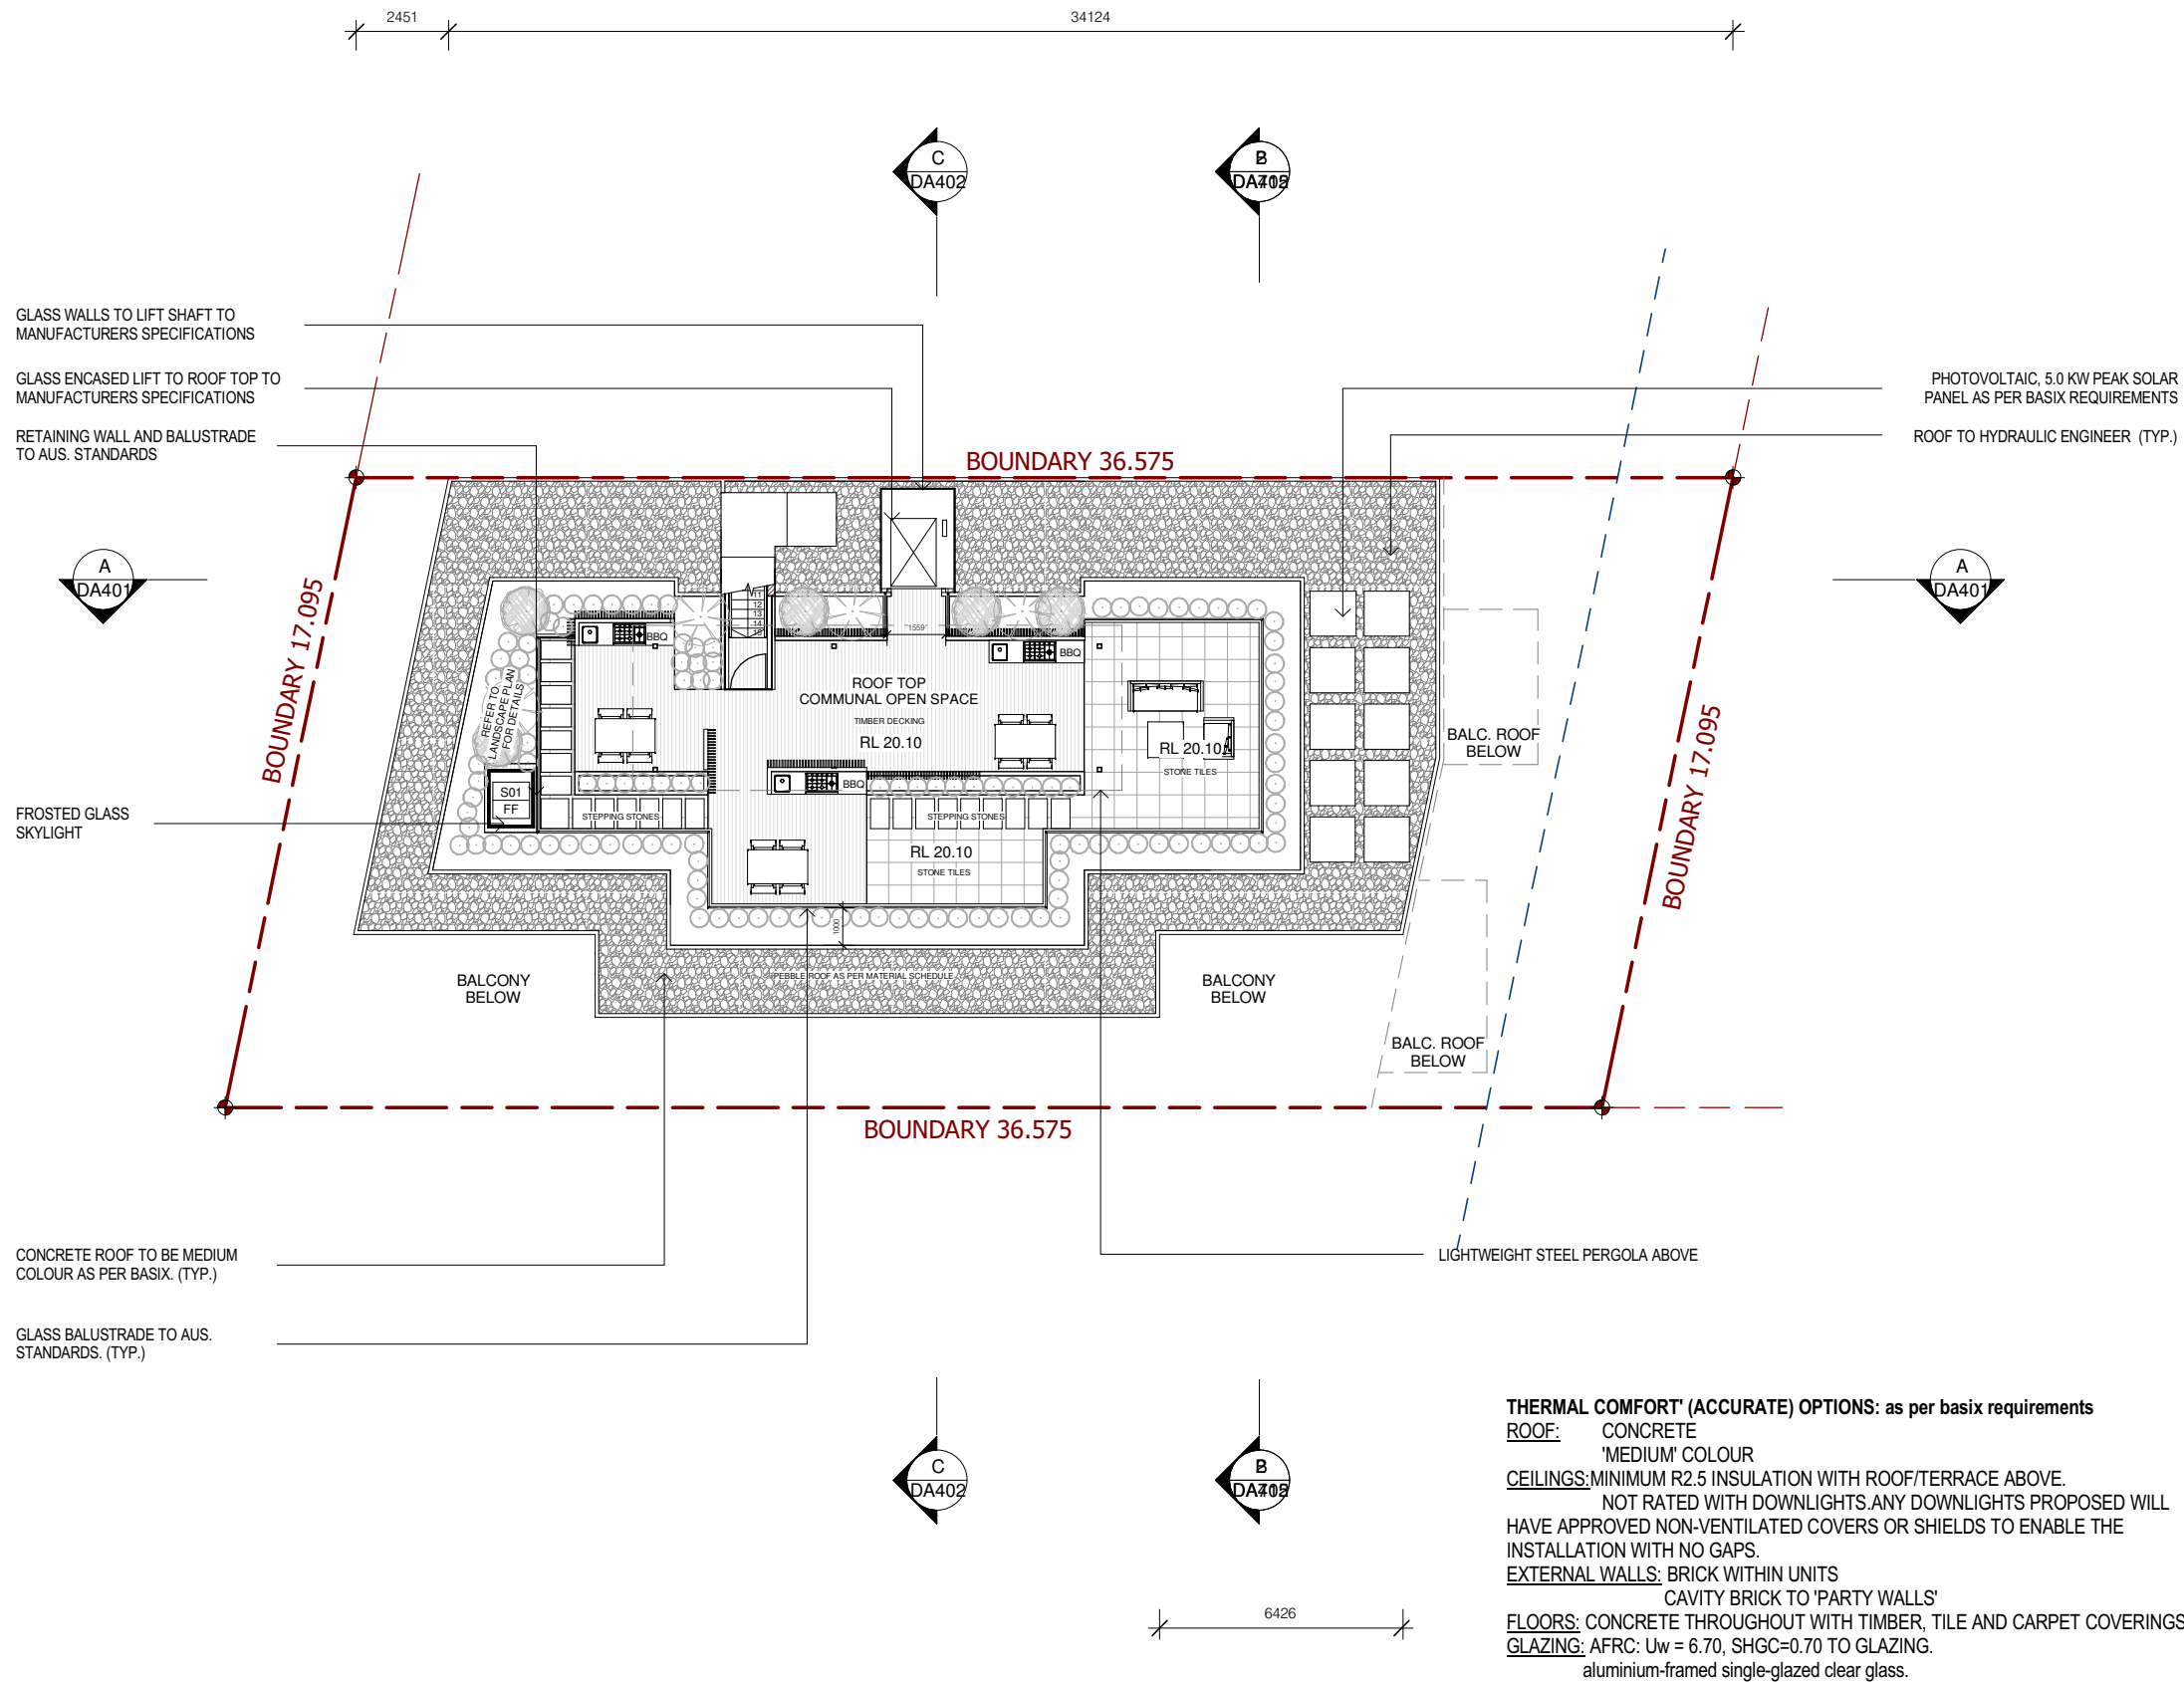 2451
34124
C
DA402
B
GLASS WALLS TO LIFT SHAFT TO
MANUFACTURERS SPECIFICATIONS
GLASS ENCASED LIFT TO ROOF TOP TO
MANUFACTURERS SPECIFICATIONS
RETAINING WALL AND BALUSTRADE
TO AUS. STANDARDS
PHOTOVOLTAIC, 5.0 KW PEAK SOLAR
PANEL AS PER BASIX REQUIREMENTS
ROOF TO HYDRAULIC ENGINEER (TYP.)
BOUNDARY 36.575
A
DA401
A
DA401
BOUNDARY 17.095
11
12
13
14
15
"1559"
BBQ
BBQ
REFER TO
LANDSCAPE PLAN
FOR DETAILS
ROOF TOP
COMMUNAL OPEN SPACE
TIMBER DECKING
RL 20.10
RL 20.10
STONE TILES
BALC. ROOF
BELOW
BOUNDARY 17.095
S01
FF
BBQ
FROSTED GLASS
SKYLIGHT
STEPPING STONES
STEPPING STONES
RL 20.10
STONE TILES
1000
PEBBLE ROOF AS PER MATERIAL SCHEDULE
BALCONY
BELOW
BALCONY
BELOW
BALC. ROOF
BELOW
BOUNDARY 36.575
CONCRETE ROOF TO BE MEDIUM
COLOUR AS PER BASIX. (TYP.)
LIGHTWEIGHT STEEL PERGOLA ABOVE
GLASS BALUSTRADE TO AUS.
STANDARDS. (TYP.)
C
DA402
B
6426
THERMAL COMFORT' (ACCURATE) OPTIONS: as per basix requirements
ROOF: CONCRETE
'MEDIUM' COLOUR
CEILINGS:MINIMUM R2.5 INSULATION WITH ROOF/TERRACE ABOVE.
NOT RATED WITH DOWNLIGHTS.ANY DOWNLIGHTS PROPOSED WILL
HAVE APPROVED NON-VENTILATED COVERS OR SHIELDS TO ENABLE THE
INSTALLATION WITH NO GAPS.
EXTERNAL WALLS: BRICK WITHIN UNITS
CAVITY BRICK TO 'PARTY WALLS'
FLOORS: CONCRETE THROUGHOUT WITH TIMBER, TILE AND CARPET COVERINGS
GLAZING: AFRC: Uw = 6.70, SHGC=0.70 TO GLAZING.
aluminium-framed single-glazed clear glass.